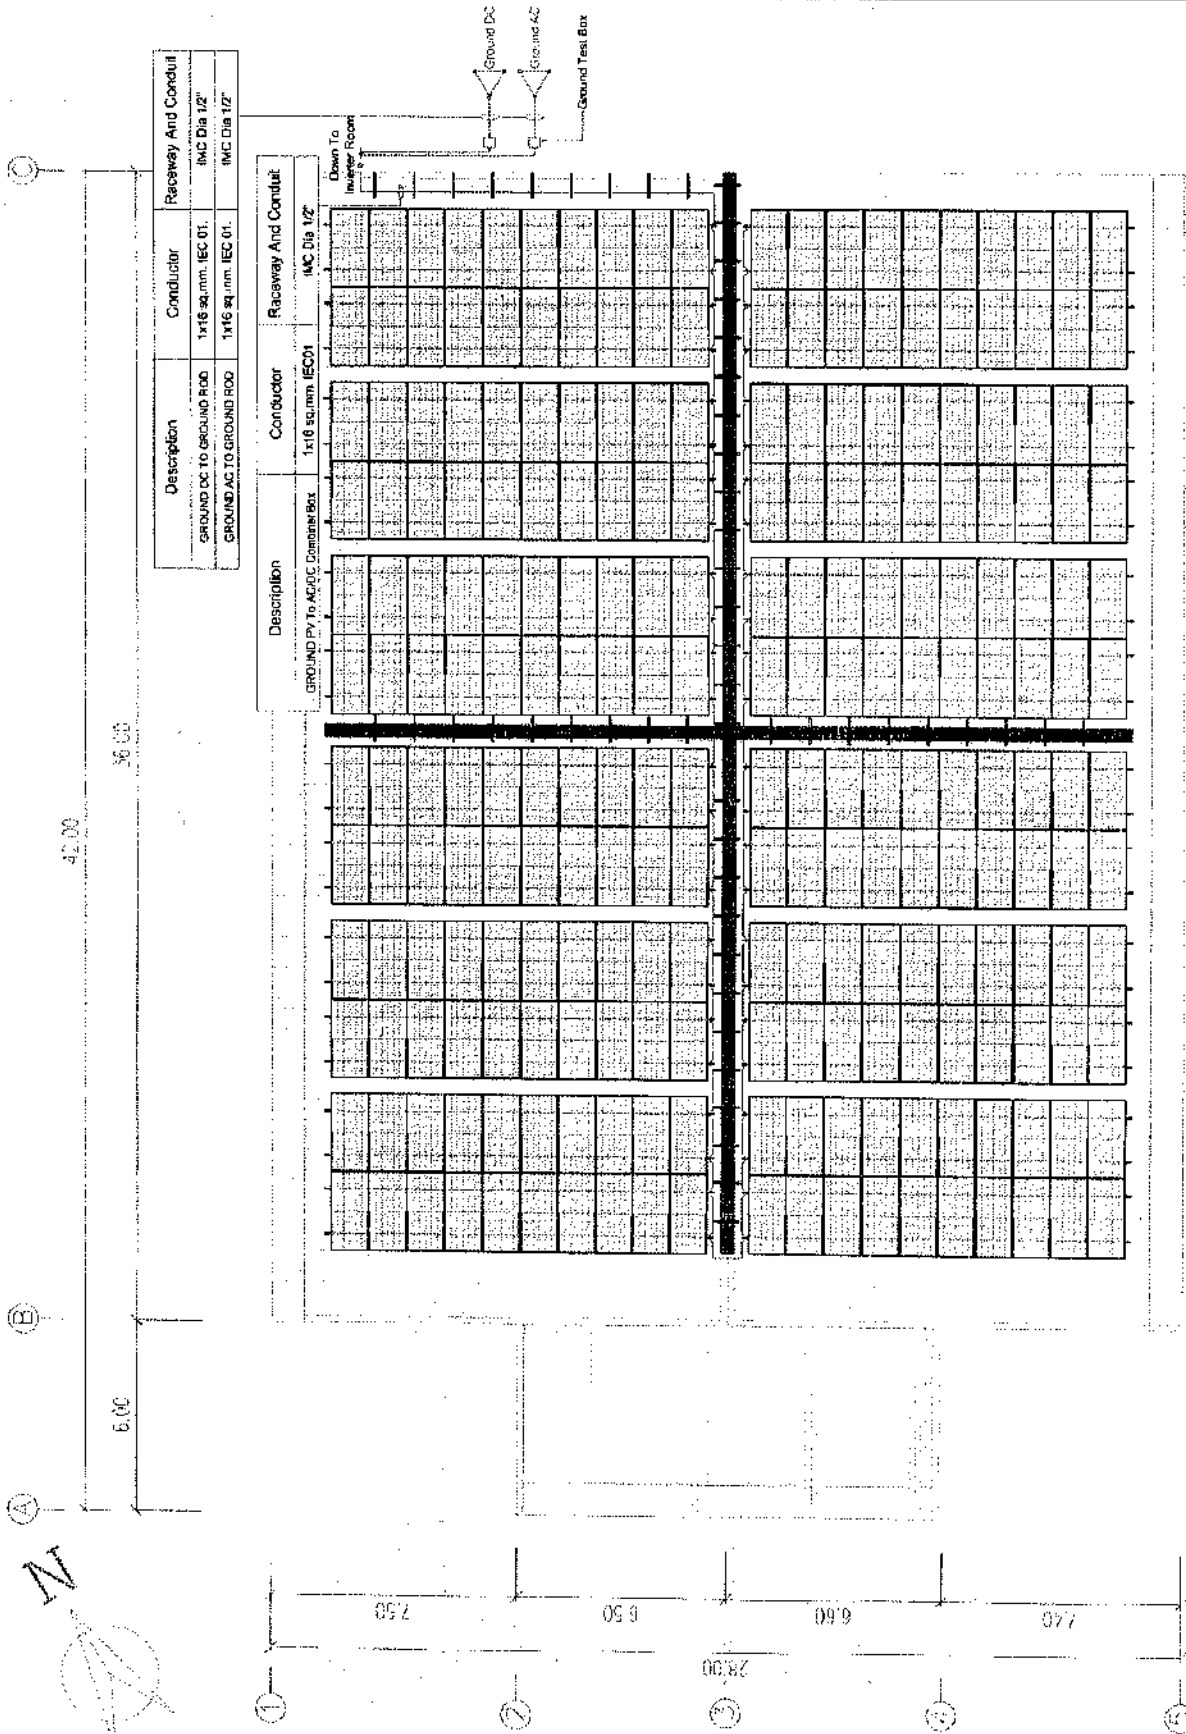 Description Conductor Raceway And Conduit
GROUND DC TO GROUND ROD 1x16 sq.mm. IEC 01. IMC Dia 1/2"
GROUND AC TO GROUND ROD 1x16 sq.mm. IEC 01. IMC Dia 1/2"
Description Conductor Raceway And Conduit
GROUND PV To AC/DC CombinerBox 1x16 sq.mm. IEC01 IMC Dia 1/2"
Down To
Inverter Room
Ground DC
Ground AC
Ground Test Box
A
B
C
42.00
6.00
36.00
N
1
2
3
4
5
7.50
6.50
6.60
7.40
28.00